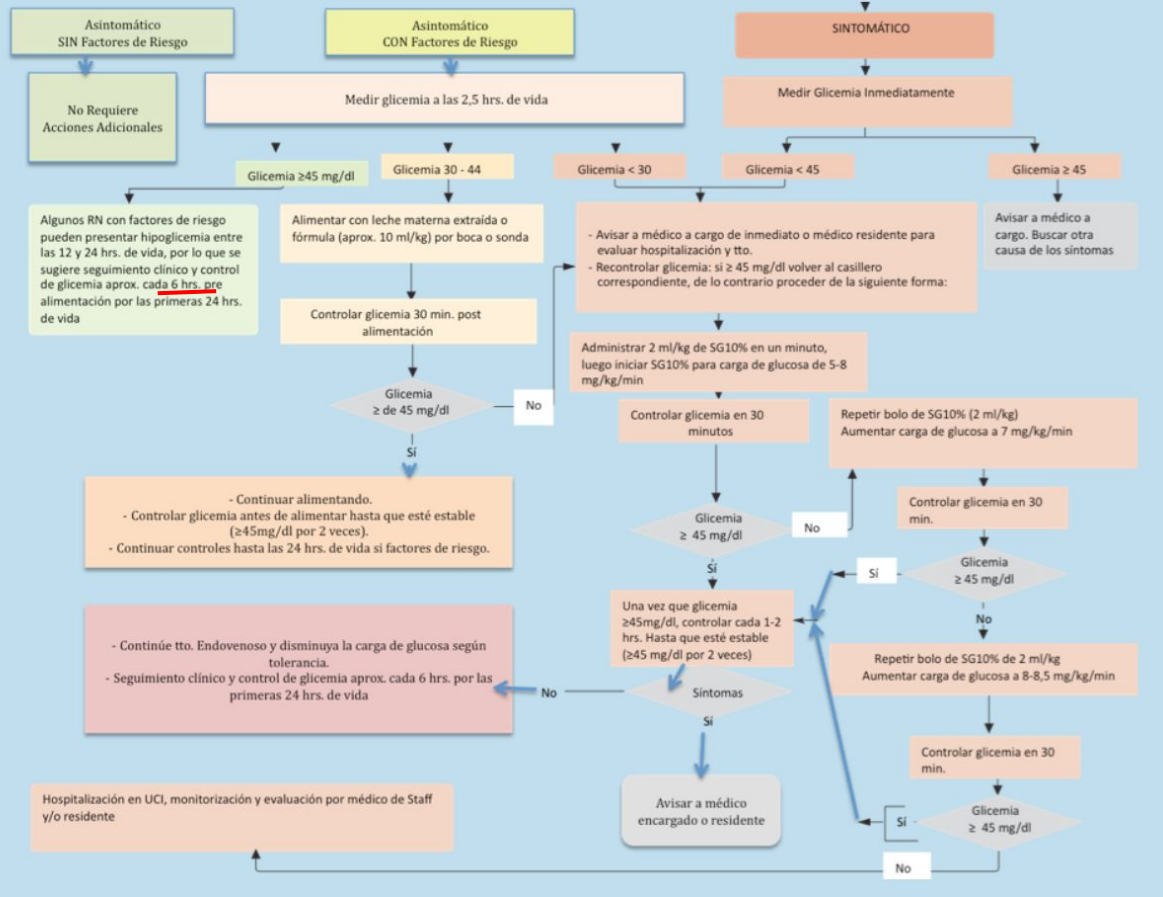 Asintomático
SIN Factores de Riesgo
Asintomático
CON Factores de Riesgo
SINTOMÁTICO
No Requiere
Acciones Adicionales
Medir glicemia a las 2,5 hrs. de vida
Medir Glicemia Inmediatamente
Glicemia ≥45 mg/dl
Glicemia 30 - 44
Glicemia < 30
Glicemia < 45
Glicemia ≥ 45
Algunos RN con factores de riesgo
pueden presentar hipoglicemia entre
las 12 y 24 hrs. de vida, por lo que se
sugiere seguimiento clínico y control
de glicemia aprox. cada 6 hrs. pre
alimentación por las primeras 24 hrs.
de vida
Alimentar con leche materna extraída o
fórmula (aprox. 10 ml/kg) por boca o sonda
- Avisar a médico a cargo de inmediato o médico residente para
evaluar hospitalización y tto.
- Recontrolar glicemia: si ≥ 45 mg/dl volver al casillero
correspondiente, de lo contrario proceder de la siguiente forma:
Avisar a médico a
cargo. Buscar otra
causa de los síntomas
Controlar glicemia 30 min. post
alimentación
Administrar 2 ml/kg de SG10% en un minuto,
luego iniciar SG10% para carga de glucosa de 5-8
mg/kg/min
Glicemia
≥ de 45 mg/dl
No
Sí
Controlar glicemia en 30
minutos
Repetir bolo de SG10% (2 ml/kg)
Aumentar carga de glucosa a 7 mg/kg/min
- Continuar alimentando.
- Controlar glicemia antes de alimentar hasta que esté estable
(≥45mg/dl por 2 veces).
- Continuar controles hasta las 24 hrs. de vida si factores de riesgo.
Glicemia
≥ 45 mg/dl
No
Sí
Controlar glicemia en 30
min.
Glicemia
≥ 45 mg/dl
Sí
No
Una vez que glicemia
≥45mg/dl, controlar cada 1-2
hrs. Hasta que esté estable
(≥45 mg/dl por 2 veces)
- Continúe tto. Endovenoso y disminuya la carga de glucosa según
tolerancia.
- Seguimiento clínico y control de glicemia aprox. cada 6 hrs. por las
primeras 24 hrs. de vida
No
Síntomas
Sí
Repetir bolo de SG10% de 2 ml/kg
Aumentar carga de glucosa a 8-8,5 mg/kg/min
Controlar glicemia en 30
min.
Avisar a médico
encargado o residente
Glicemia
≥ 45 mg/dl
Sí
No
Hospitalización en UCI, monitorización y evaluación por médico de Staff
y/o residente